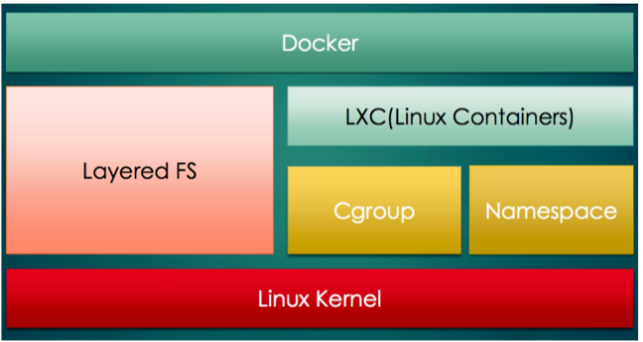 Docker
LXC(Linux Containers)
Layered FS
Cgroup
Namespace
Linux Kernel